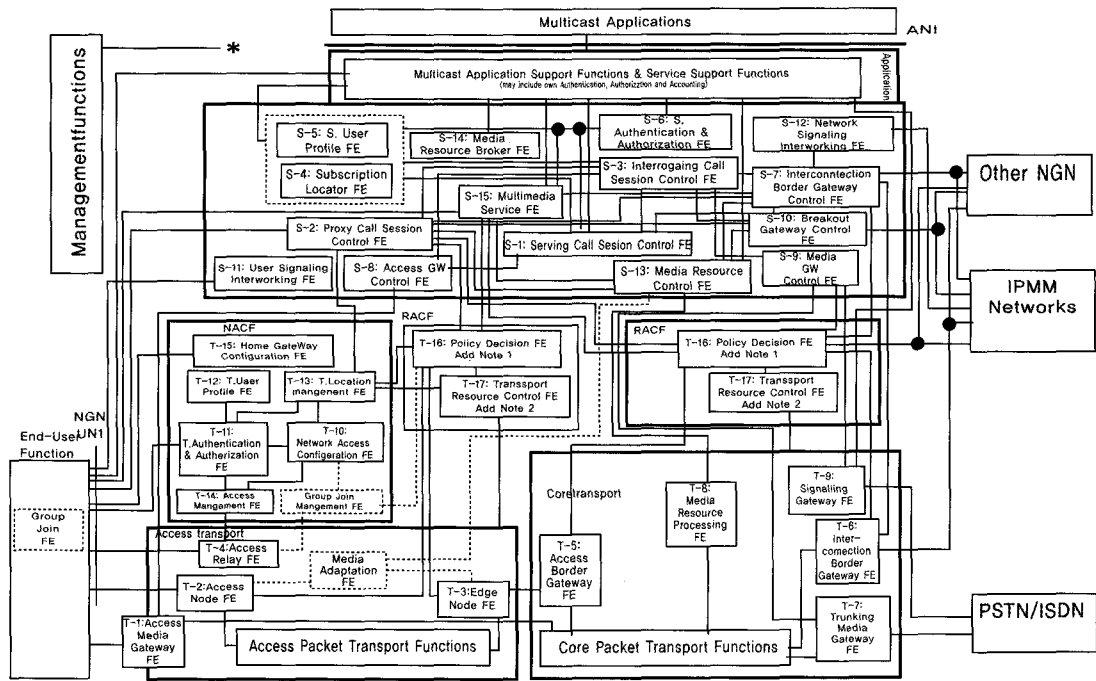 Multicast Applications
ANI
Managementfunctions
*
Multicast Application Support Functions & Service Support Functions
(may include own Authentication, Authorizztion and Accounting)
Application
S-5: S. User
Profile FE
S-14: Media
Resource Broker FE
S-6: S.
Authentication &
Authorization FE
S-12: Network
Signaling
Interworking FE
S-4: Subscription
Locator FE
S-3: Interrogaing Call
Session Control FE
S-7: Interconntection
Border Gateway
Control FE
Other NGN
S-15: Multimedia
Service FE
S-2: Proxy Call Session
Control FE
S-1: Serving Call Sesion Control FE
S-10: Breakout
Gateway Control FE
S-11: User Signaling
Interworking FE
S-8: Access GW
Control FE
S-13: Media Resource
Control FE
S-9: Media
GW
Control FE
IPMM
Networks
NACF
RACF
RACF
T-15: Home GateWay
Configuration FE
T-16: Policy Decision FE
Add Note 1
T-16: Policy Decision FE
Add Note 1
T-12: T.User
Profile FE
T-13: T.Location
mangement FE
T-17: Transsport
Resource Control FE
Add Note 2
T-17: Transsport
Resource Control FE
Add Note 2
NGN
UN1
End-User
Function
T-11:
T.Authentication
& Autherization
FE
T-10:
Network Access
Configeration FE
T-14: Access
Mangament FE
Group Join
Mangement FE
Group
Join
FE
Coretransport
T-8:
Media
Resource
Processing
FE
T-9:
Signalling
Gateway FE
Access transport
T-4:Access
Relay FE
Media
Adaptation
FE
T-5:
Access
Border
Gateway
FE
T-6:
Inter-
comection
Border
Gateway FE
T-2:Access
Node FE
T-3:Edge
Node FE
T-1:Access
Media
Gateway
FE
Access Packet Transport Functions
Core Packet Transport Functions
T-7:
Trunking
Media
Gateway FE
PSTN/ISDN